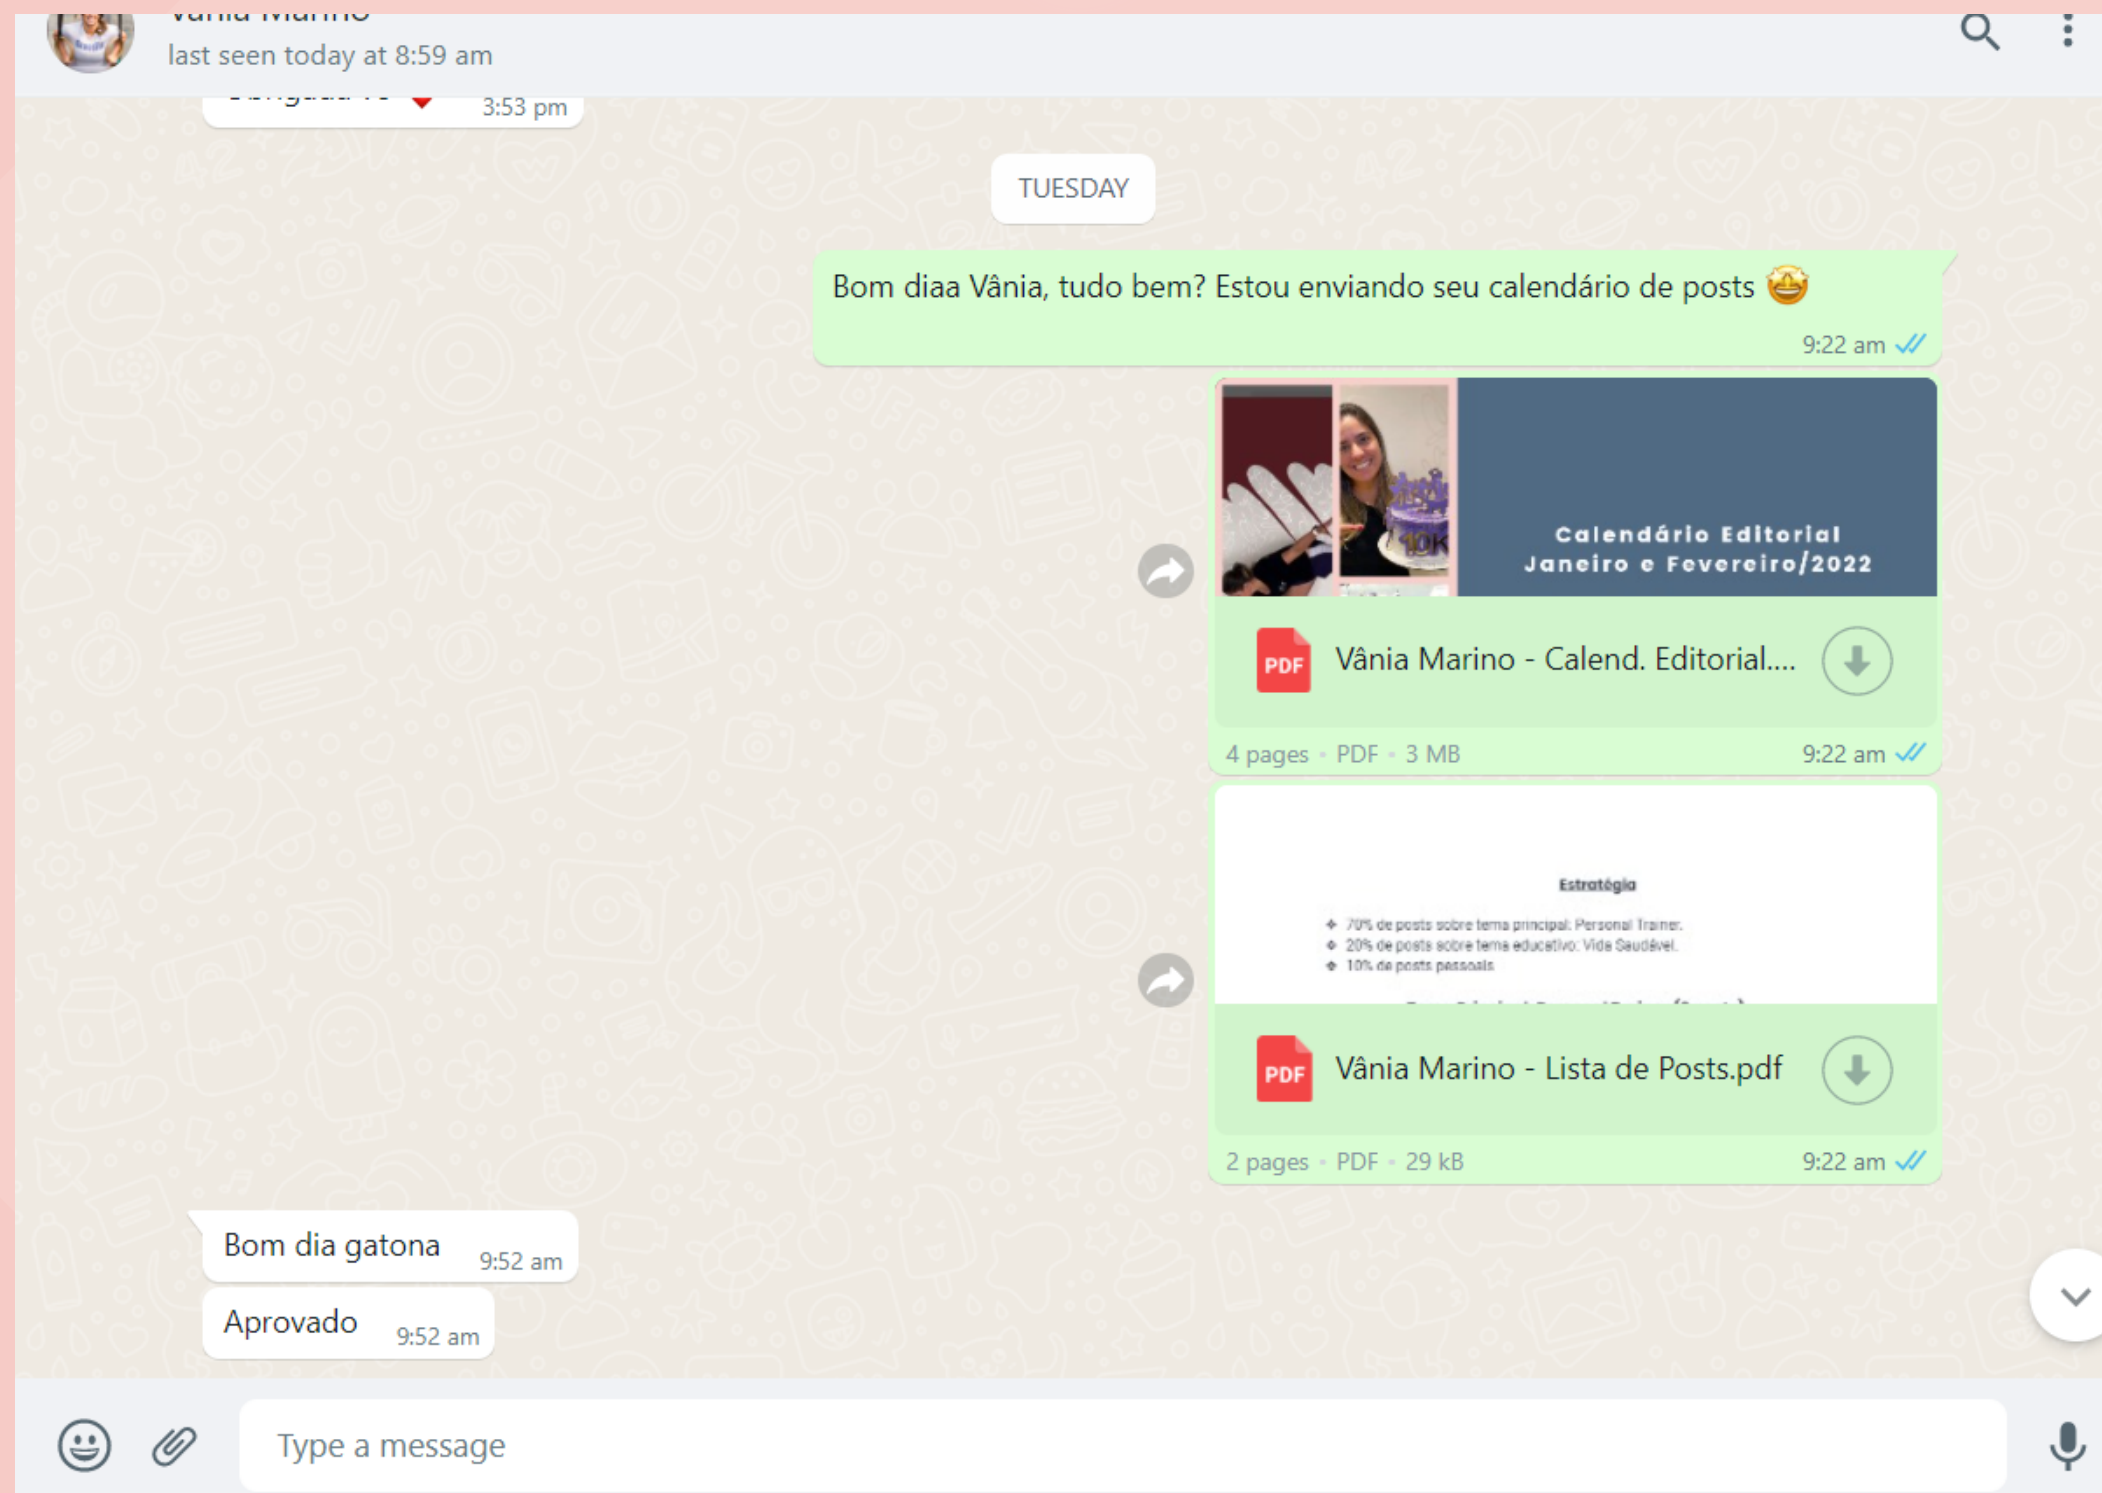 Vânia Marino
last seen today at 8:59 am
3:53 pm
TUESDAY
Bom diaa Vânia, tudo bem? Estou enviando seu calendário de posts 🤩
9:22 am
10K
Calendário Editorial
Janeiro e Fevereiro/2022
PDF Vânia Marino - Calend. Editorial....
4 pages • PDF • 3 MB 9:22 am
Estratégia
❖ 70% de posts sobre tema principal: Personal Trainer.
❖ 20% de posts sobre tema educativo: Vida Saudável.
❖ 10% de posts pessoais
PDF Vânia Marino - Lista de Posts.pdf
2 pages • PDF • 29 kB 9:22 am
Bom dia gatona 9:52 am
Aprovado 9:52 am
Type a message